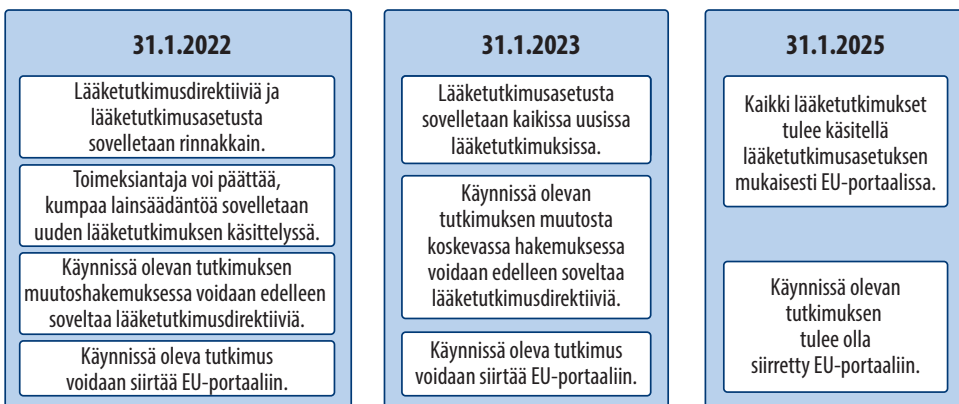 31.1.2022
Lääketutkimusdirektiiviä ja
lääketutkimusasetusta
sovelletaan rinnakkain.
Toimeksiantaja voi päättää,
kumpaa lainsäädäntöä sovelletaan
uuden lääketutkimuksen käsittelyssä.
Käynnissä olevan tutkimuksen
muutoshakemuksessa voidaan edelleen
soveltaa lääketutkimusdirektiiviä.
Käynnissä oleva tutkimus
voidaan siirtää EU-portaaliin.
31.1.2023
Lääketutkimusasetusta
sovelletaan kaikissa uusissa
lääketutkimuksissa.
Käynnissä olevan
tutkimuksen muutosta
koskevassa hakemuksessa
voidaan edelleen soveltaa
lääketutkimusdirektiiviä.
Käynnissä oleva tutkimus
voidaan siirtää EU-portaaliin.
31.1.2025
Kaikki lääketutkimukset
tulee käsitellä
lääketutkimusasetuksen
mukaisesti EU-portaalissa.
Käynnissä olevan
tutkimuksen
tulee olla
siirretty EU-portaaliin.